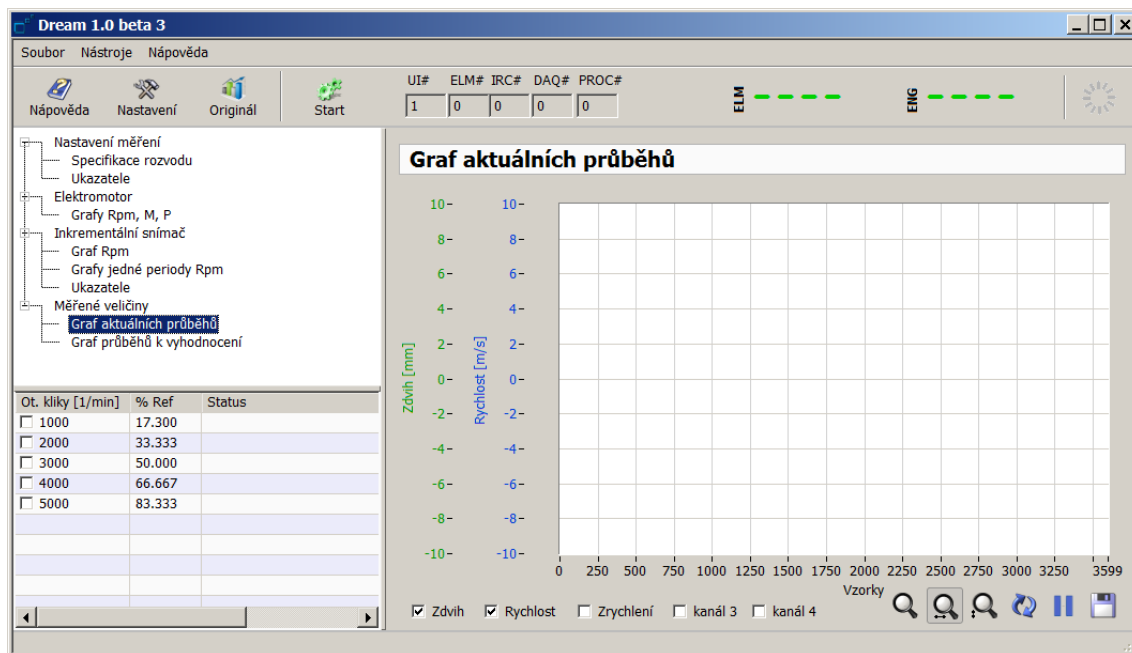 Dream 1.0 beta 3
Soubor Nástroje Nápověda
Nápověda Nastavení Originál Start
UI# ELM# IRC# DAQ# PROC#
1 0 0 0 0
ELM ENG
Nastavení měření
Specifikace rozvodu
Ukazatele
Elektromotor
Grafy Rpm, M, P
Inkrementální snímač
Graf Rpm
Grafy jedné periody Rpm
Ukazatele
Měřené veličiny
Graf aktuálních průběhů
Graf průběhů k vyhodnocení
Ot. kliky [1/min] % Ref Status
1000 17.300
2000 33.333
3000 50.000
4000 66.667
5000 83.333
Graf aktuálních průběhů
Zdvih [mm]
Rychlost [m/s]
10 10
8 8
6 6
4 4
2 2
0 0
-2 -2
-4 -4
-6 -6
-8 -8
-10 -10
0 250 500 750 1000 1250 1500 1750 2000 2250 2500 2750 3000 3250 3599
Vzorky
Zdvih Rychlost Zrychlení kanál 3 kanál 4